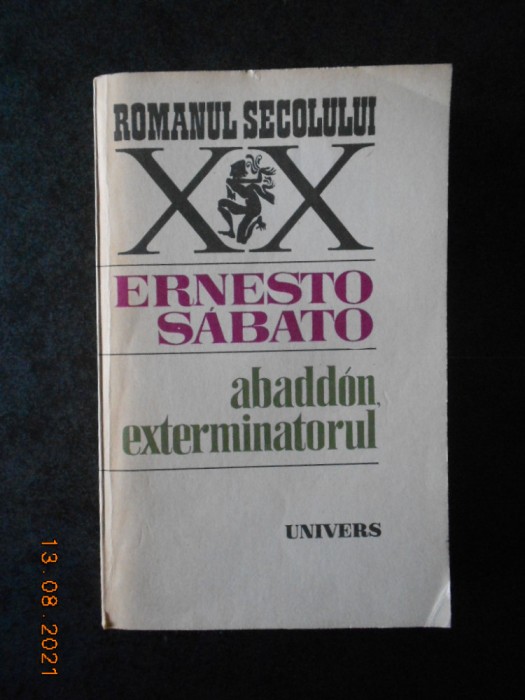 ROMANUL SECOLULUI
XX
ERNESTO
SÁBATO
abaddón,
exterminatorul
UNIVERS
13.08.2021